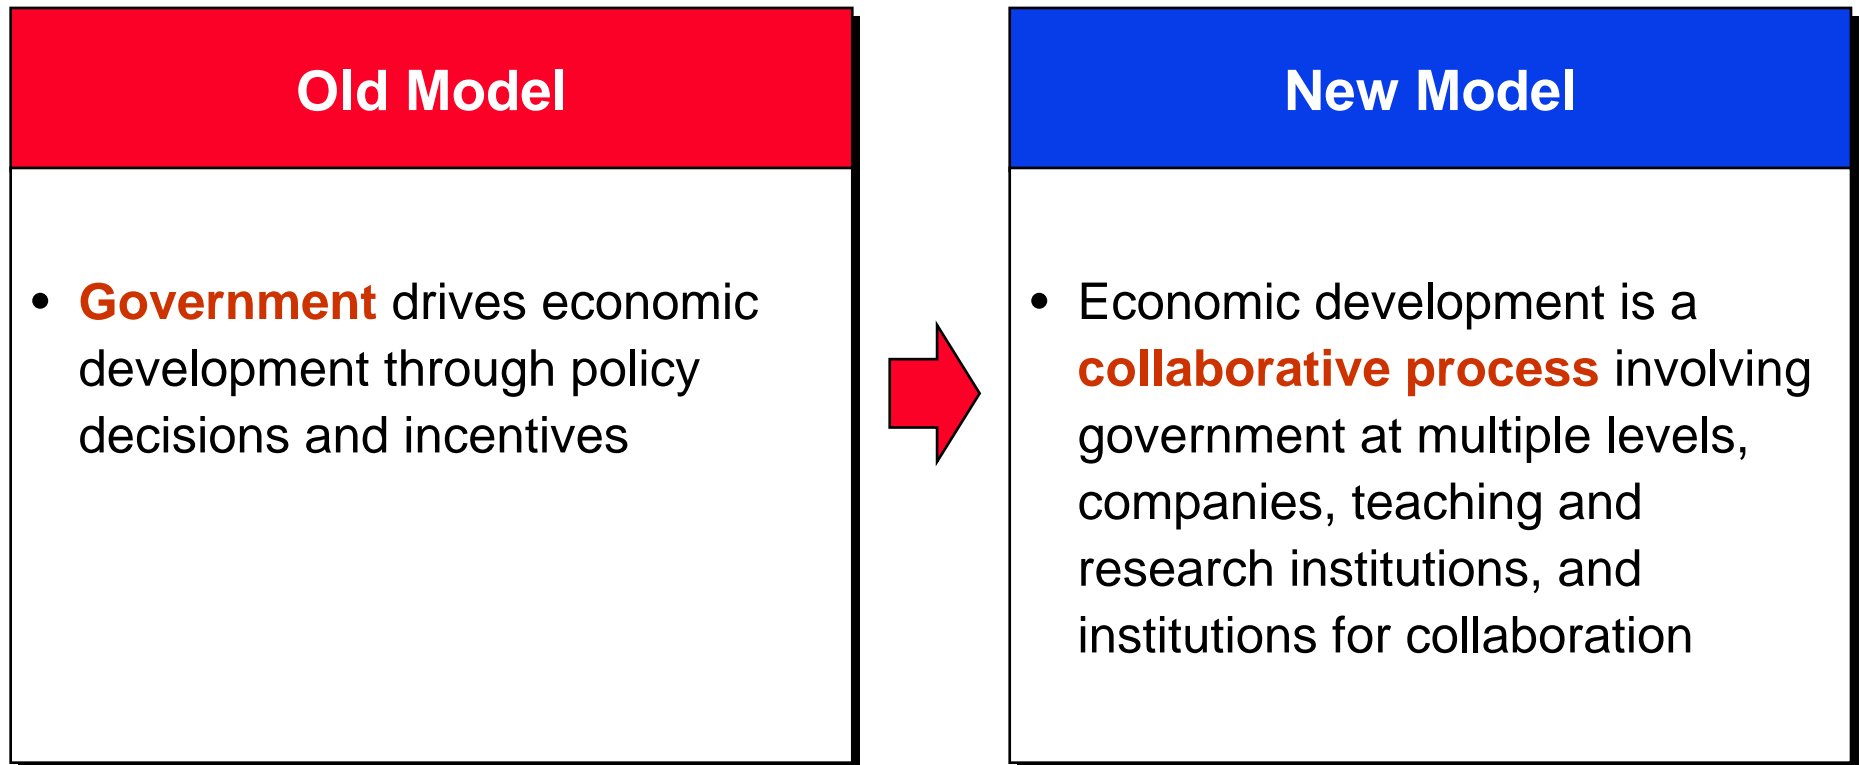 Old Model
• Government drives economic
development through policy
decisions and incentives
New Model
• Economic development is a
collaborative process involving
government at multiple levels,
companies, teaching and
research institutions, and
institutions for collaboration